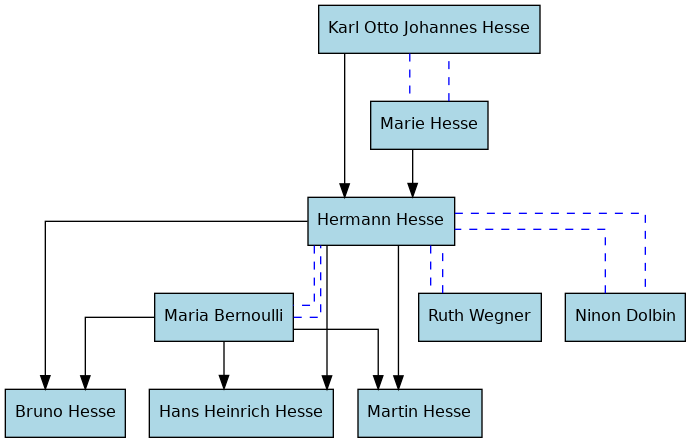 Karl Otto Johannes Hesse
Marie Hesse
Hermann Hesse
Maria Bernoulli
Ruth Wegner
Ninon Dolbin
Bruno Hesse
Hans Heinrich Hesse
Martin Hesse